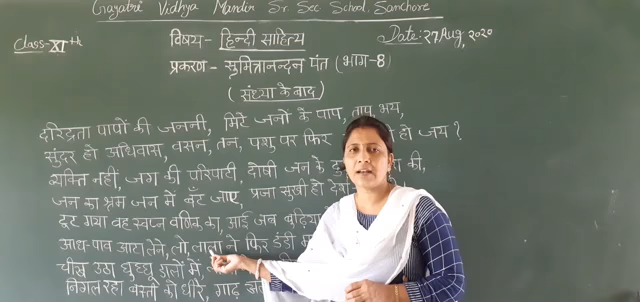 Gayatri Vidhya Mandir Sr. Sec School, Sanchore
Class-XIth
विषय- हिन्दी साहित्य
Date: 27 Aug, 2020
प्रकरण - सुमित्रानन्दन पंत (भाग-8)
(संध्या के बाद)
दरिद्रता पापों की जननी, मिटें जनों के पाप, ताप, भय,
सुंदर हो अधिवास, वसन, तन, पशु पर फिर हो जय?
व्यक्ति नहीं, जग की परिपाटी, दोषी जन के की,
जन का श्रम जन में बँट जाए, प्रजा सुखी हो की,
टूट गया वह स्वप्न वणिक का, आई जब बुढ़िया
आध-पाव आटा लेने, लो, लाला ने फिर डंडी
चीख उठा घुघ्घू डालों में,
निगल रहा बस्ती को धीरे, गाढ़